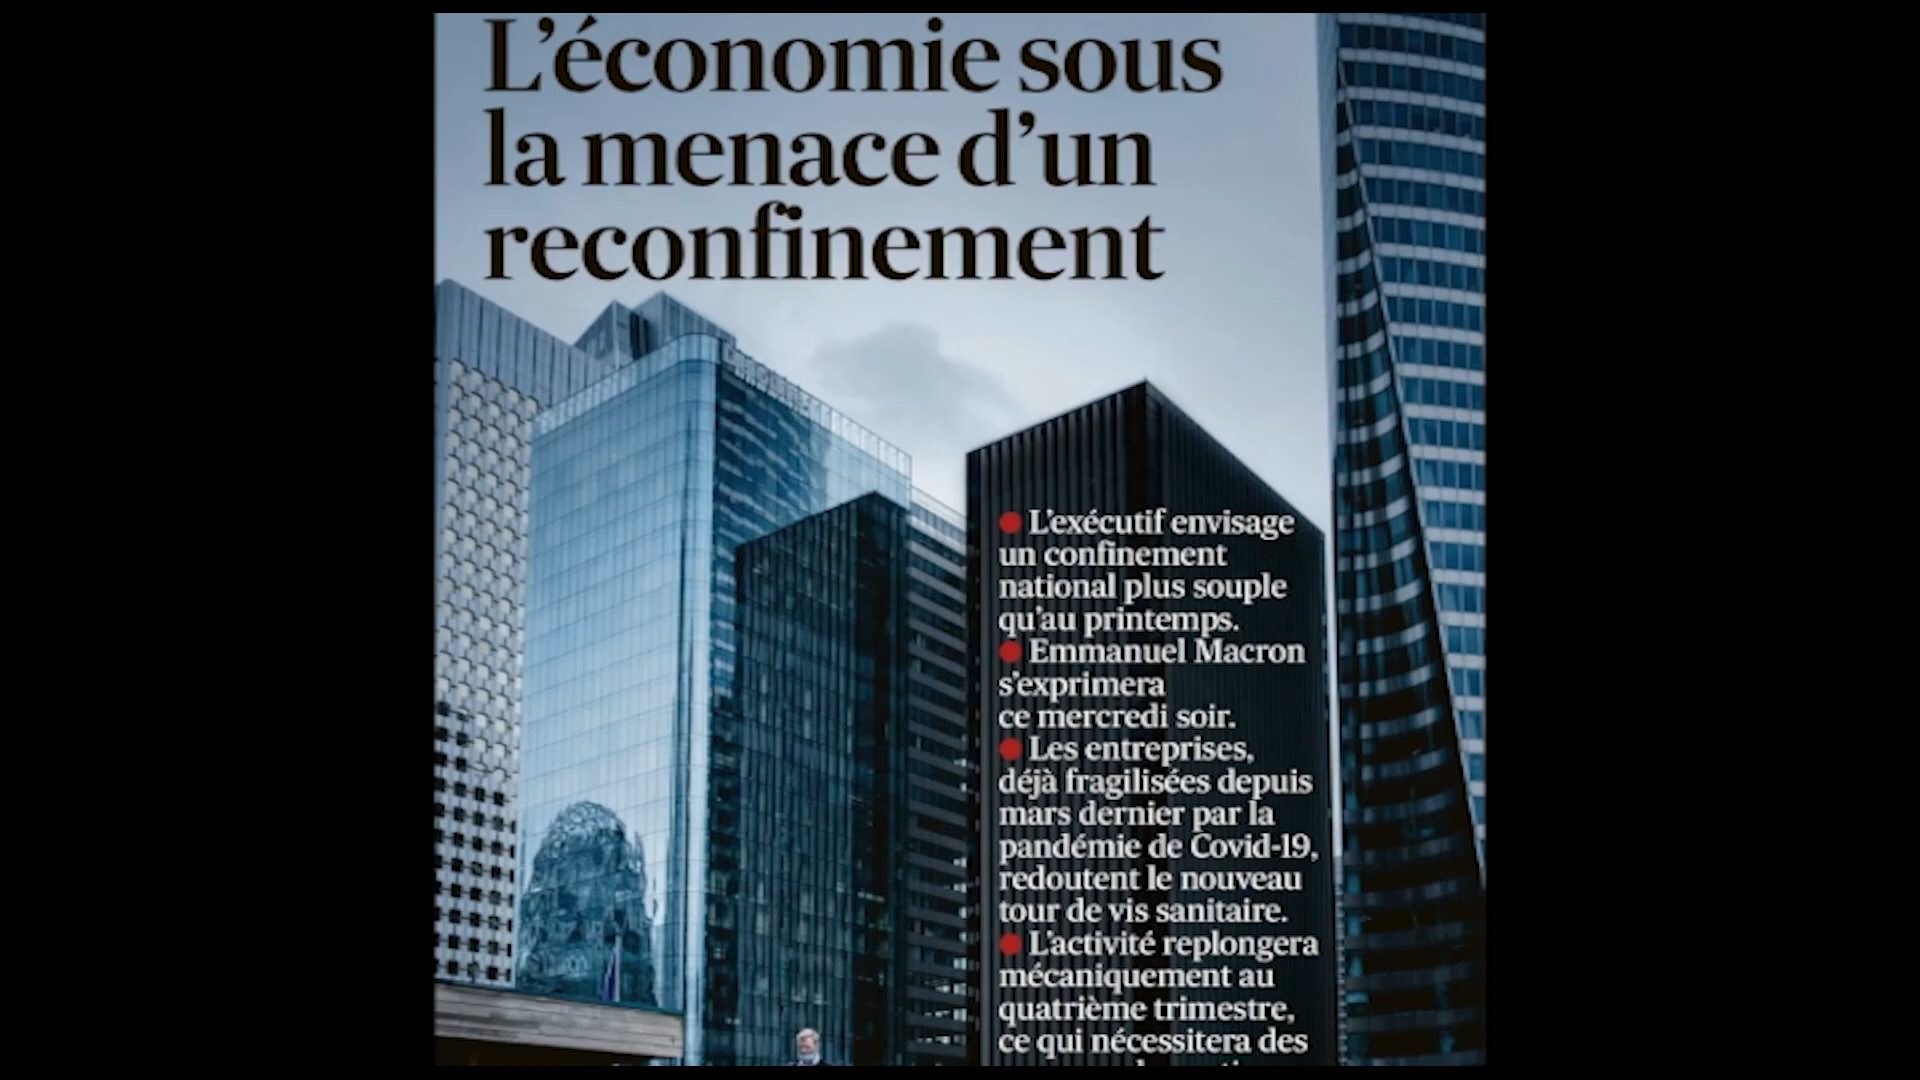 L'économie sous
la menace d'un
reconfinement
● L'exécutif envisage
un confinement
national plus souple
qu'au printemps.
● Emmanuel Macron
s'exprimera
ce mercredi soir.
● Les entreprises,
déjà fragilisées depuis
mars dernier par la
pandémie de Covid-19,
redoutent le nouveau
tour de vis sanitaire.
● L'activité replongera
mécaniquement au
quatrième trimestre,
ce qui nécessitera des